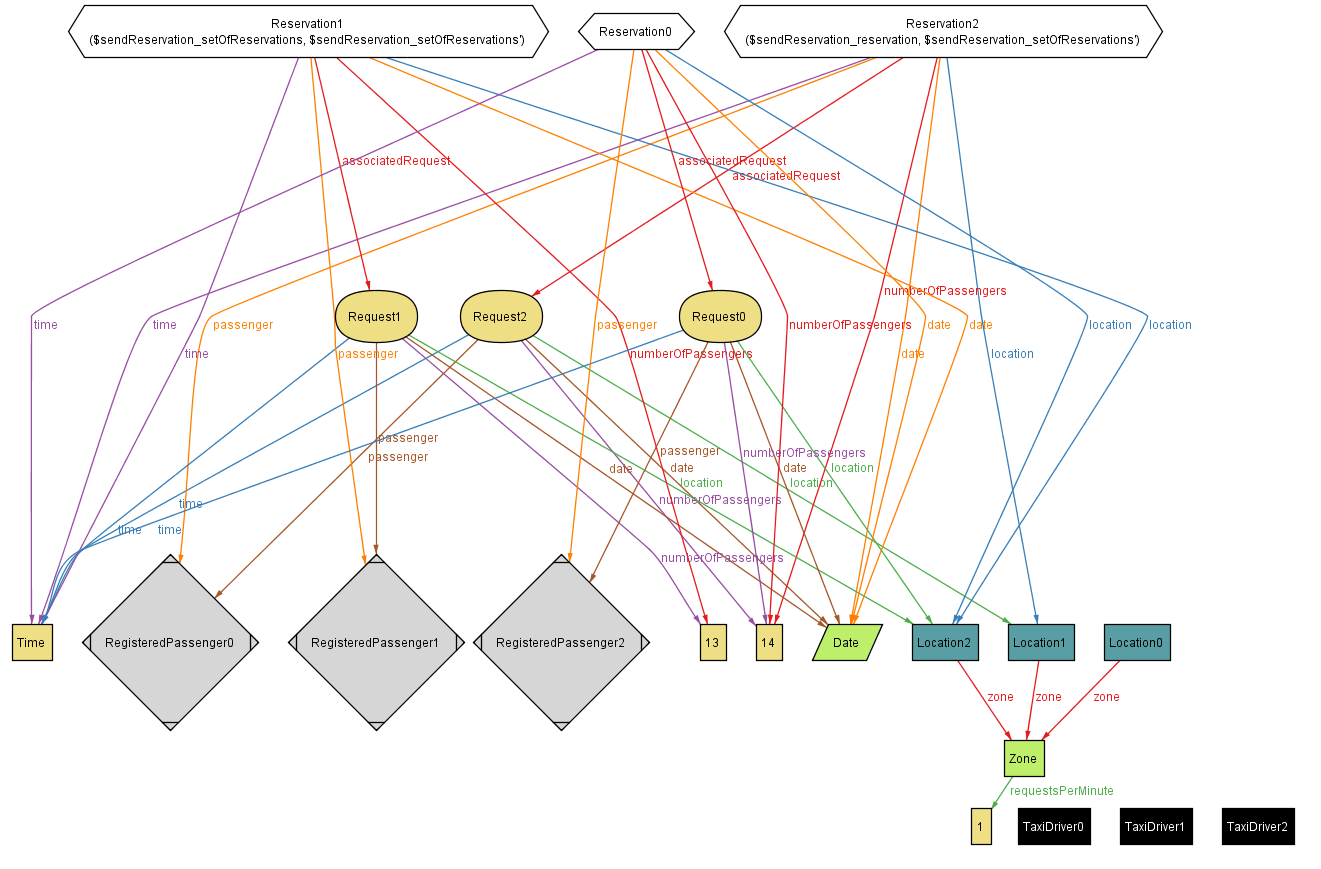 Reservation1
($sendReservation_setOfReservations, $sendReservation_setOfReservations')
Reservation0
Reservation2
($sendReservation_reservation, $sendReservation_setOfReservations')
associatedRequest
associatedRequest
associatedRequest
numberOfPassengers
Request1
Request2
Request0
time
time
passenger
passenger
numberOfPassengers
date
date
location
location
time
passenger
numberOfPassengers
date
location
passenger
passenger
passenger
numberOfPassengers
date
date
date
location
location
location
time
numberOfPassengers
time
time
numberOfPassengers
Time
RegisteredPassenger0
RegisteredPassenger1
RegisteredPassenger2
13
14
Date
Location2
Location1
Location0
zone
zone
zone
Zone
requestsPerMinute
1
TaxiDriver0
TaxiDriver1
TaxiDriver2